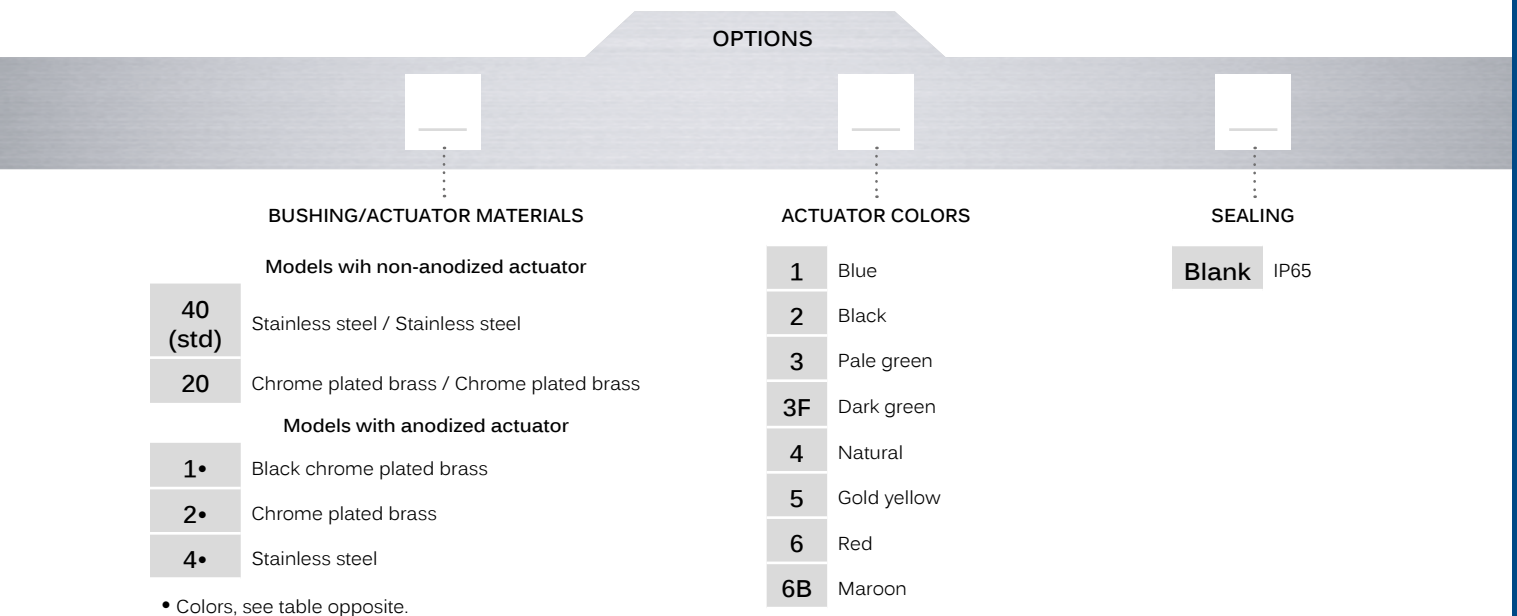 OPTIONS
BUSHING/ACTUATOR MATERIALS
Models wih non-anodized actuator
40
(std)
Stainless steel / Stainless steel
20 Chrome plated brass / Chrome plated brass
Models with anodized actuator
1• Black chrome plated brass
2• Chrome plated brass
4• Stainless steel
• Colors, see table opposite.
ACTUATOR COLORS
1 Blue
2 Black
3 Pale green
3F Dark green
4 Natural
5 Gold yellow
6 Red
6B Maroon
SEALING
Blank IP65